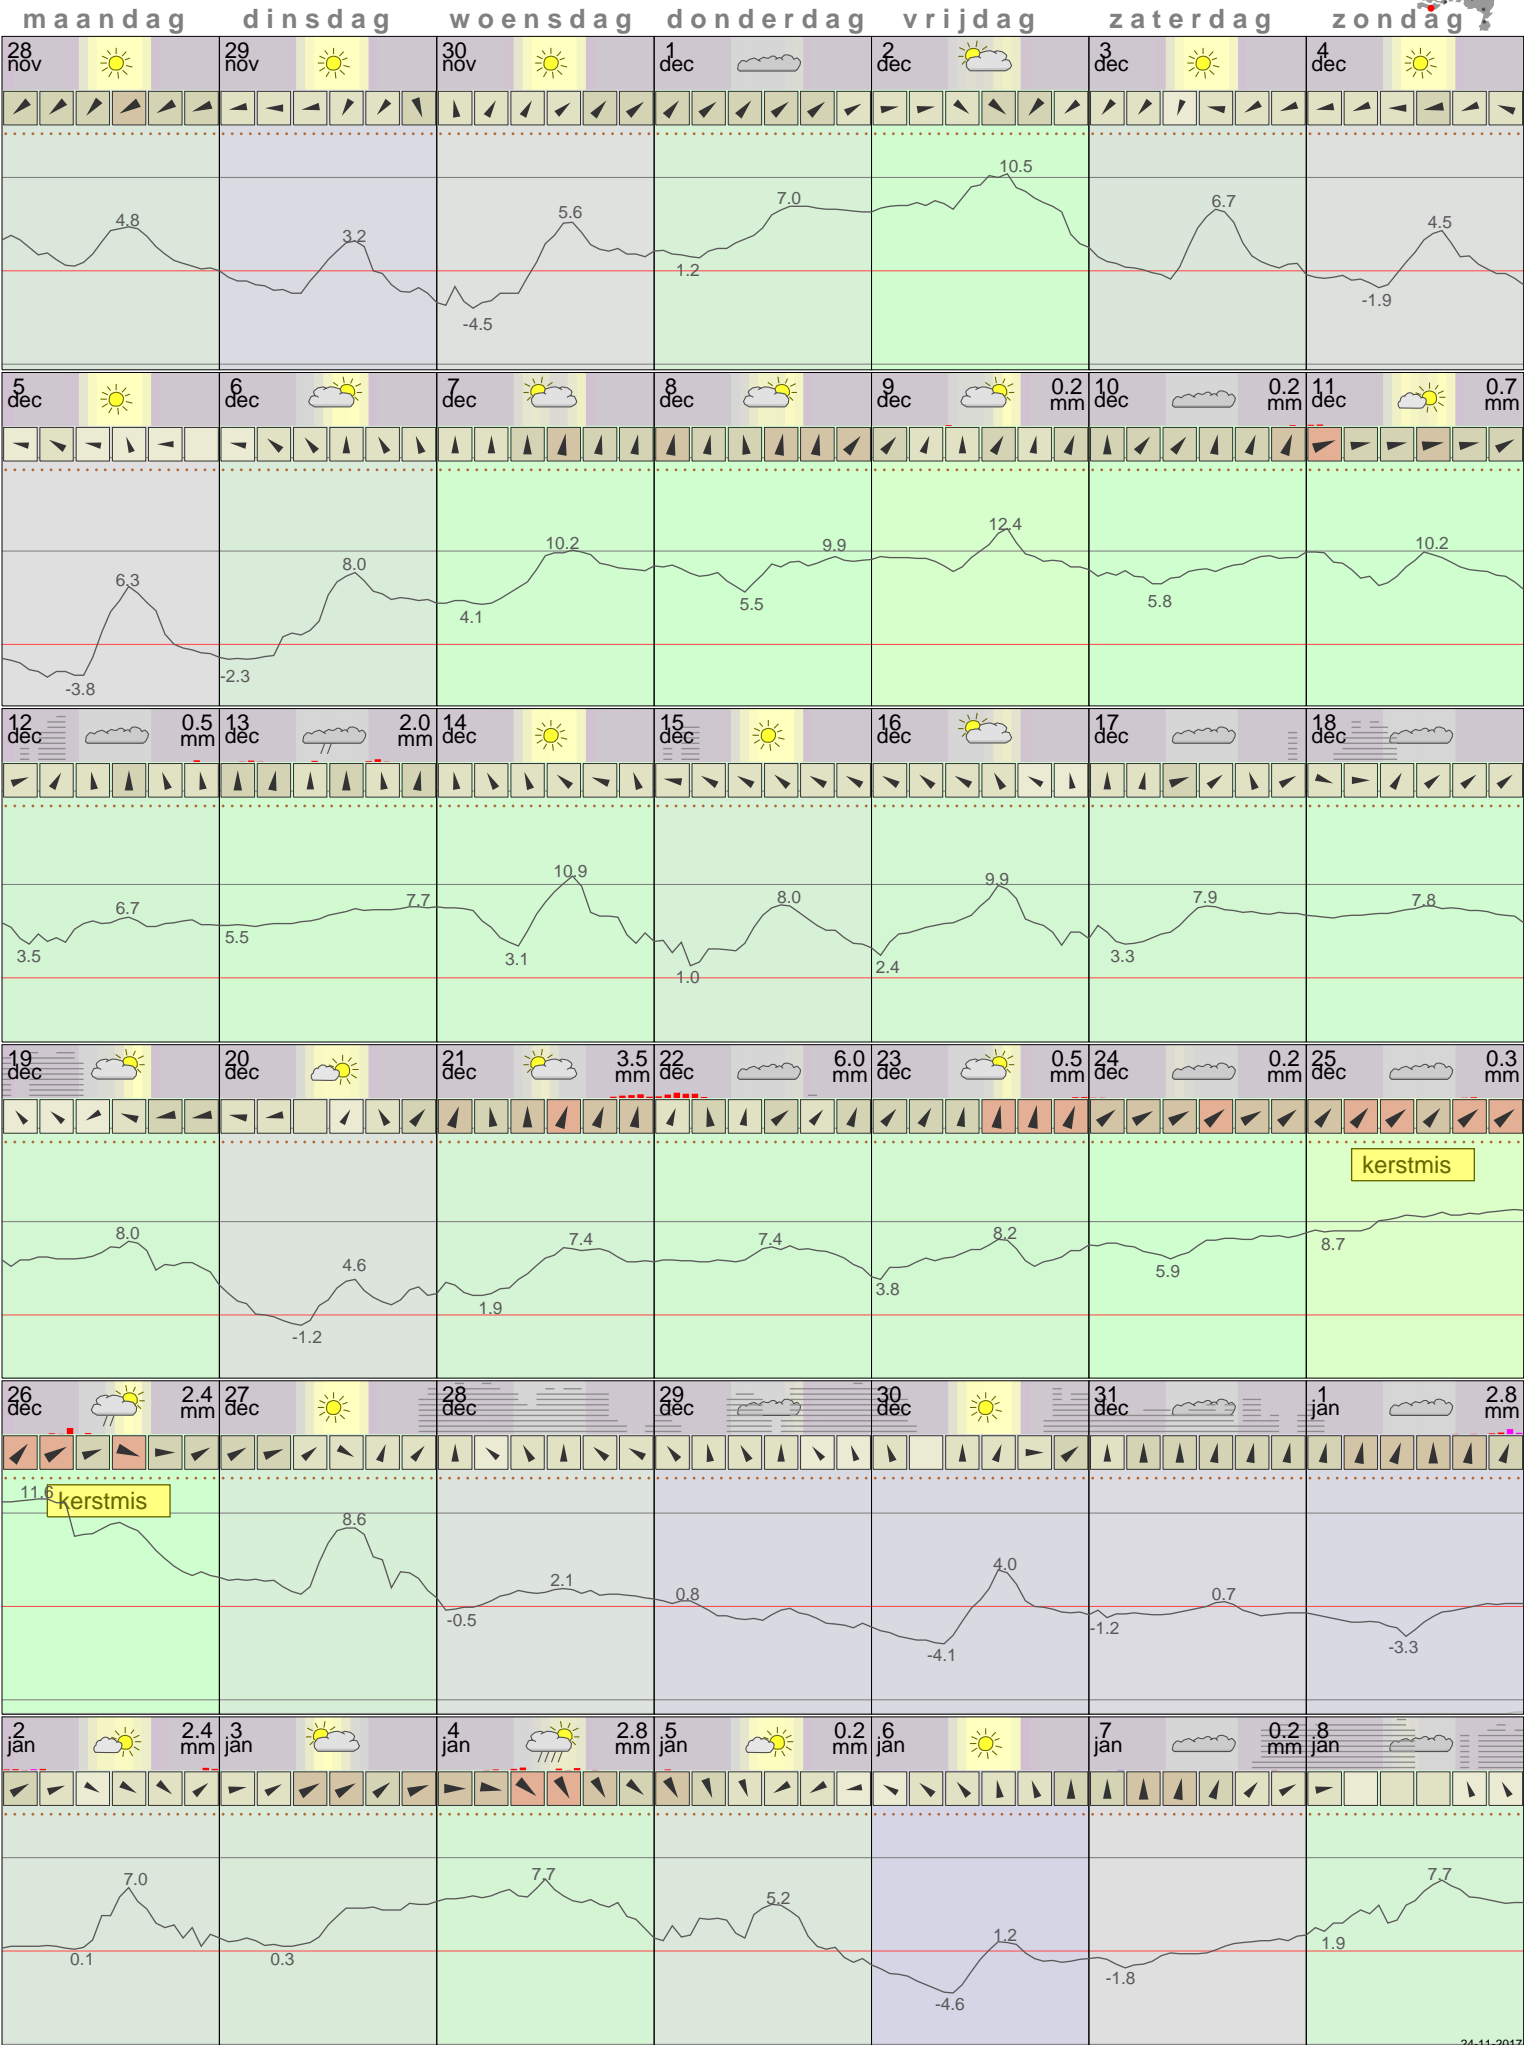 maandag dinsdag woensdag donderdag vrijdag zaterdag zondag
28 29 30 1 2 3 4
nov nov nov dec dec dec dec
4.8 3.2 -4.5 5.6 1.2 7.0 10.5 6.7 -1.9 4.5
5 6 7 8 9 0.2 10 0.2 11 0.7
dec dec dec dec dec mm dec mm dec mm
-3.8 6.3 -2.3 8.0 4.1 10.2 5.5 9.9 12.4 5.8 10.2
12 0.5 13 2.0 14 15 16 17 18
dec mm dec mm dec dec dec dec dec
3.5 6.7 5.5 7.7 3.1 10.9 1.0 8.0 2.4 9.9 3.3 7.9 7.8
19 20 21 3.5 22 6.0 23 0.5 24 0.2 25 0.3
dec dec dec mm dec mm dec mm dec mm dec mm
kerstmis
8.0 -1.2 4.6 1.9 7.4 7.4 3.8 8.2 5.9 8.7
26 2.4 27 28 29 30 31 1 2.8
dec mm dec dec dec dec dec jan mm
11.6 kerstmis
8.6 -0.5 2.1 0.8 -4.1 4.0 -1.2 0.7 -3.3
2 2.4 3 4 2.8 5 0.2 6 7 0.2 8
jan mm jan jan mm jan mm jan jan mm jan
0.1 7.0 0.3 7.7 5.2 -4.6 1.2 -1.8 1.9 7.7
24-11-2017